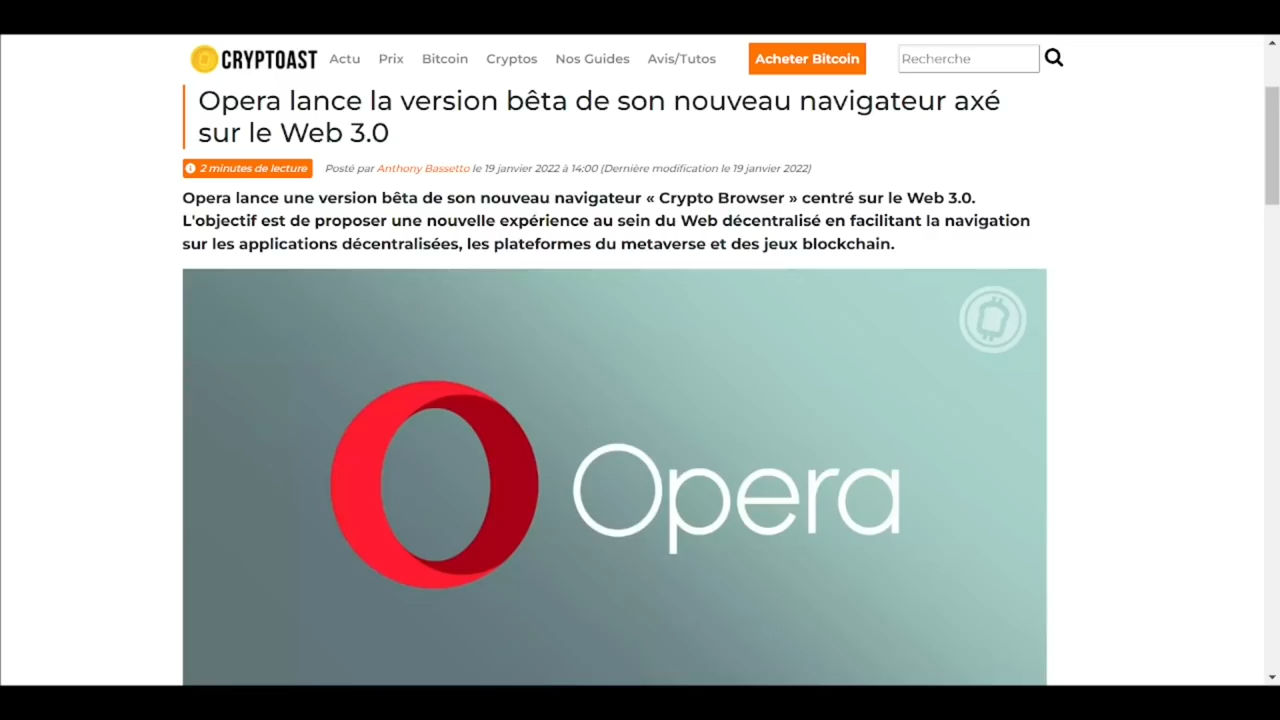 CRYPTOAST Actu Prix Bitcoin Cryptos Nos Guides Avis/Tutos Acheter Bitcoin Recherche
Opera lance la version bêta de son nouveau navigateur axé
sur le Web 3.0
2 minutes de lecture Posté par Anthony Bassetto le 19 janvier 2022 à 14:00 (Dernière modification le 19 janvier 2022)
Opera lance une version bêta de son nouveau navigateur « Crypto Browser » centré sur le Web 3.0.
L'objectif est de proposer une nouvelle expérience au sein du Web décentralisé en facilitant la navigation
sur les applications décentralisées, les plateformes du metaverse et des jeux blockchain.
Opera